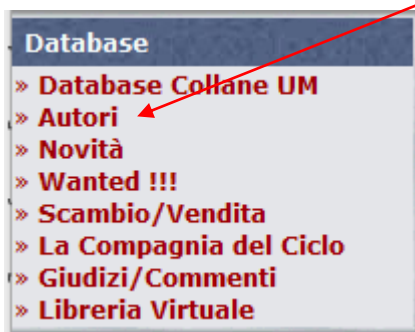 Database
» Database Collane UM
» Autori
» Novità
» Wanted !!!
» Scambio/Vendita
» La Compagnia del Ciclo
» Giudizi/Commenti
» Libreria Virtuale